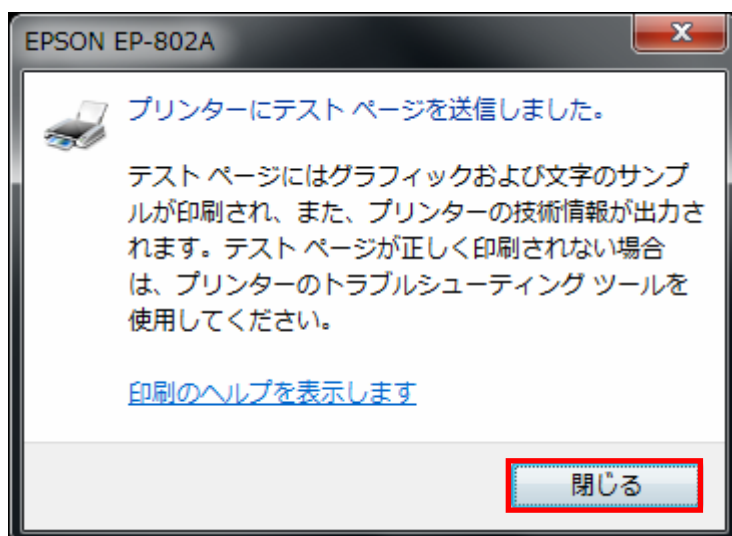 EPSON EP-802A
プリンターにテスト ページを送信しました。
テスト ページにはグラフィックおよび文字のサンプ
ルが印刷され、また、プリンターの技術情報が出力さ
れます。テスト ページが正しく印刷されない場合
は、プリンターのトラブルシューティング ツールを
使用してください。
印刷のヘルプを表示します
閉じる